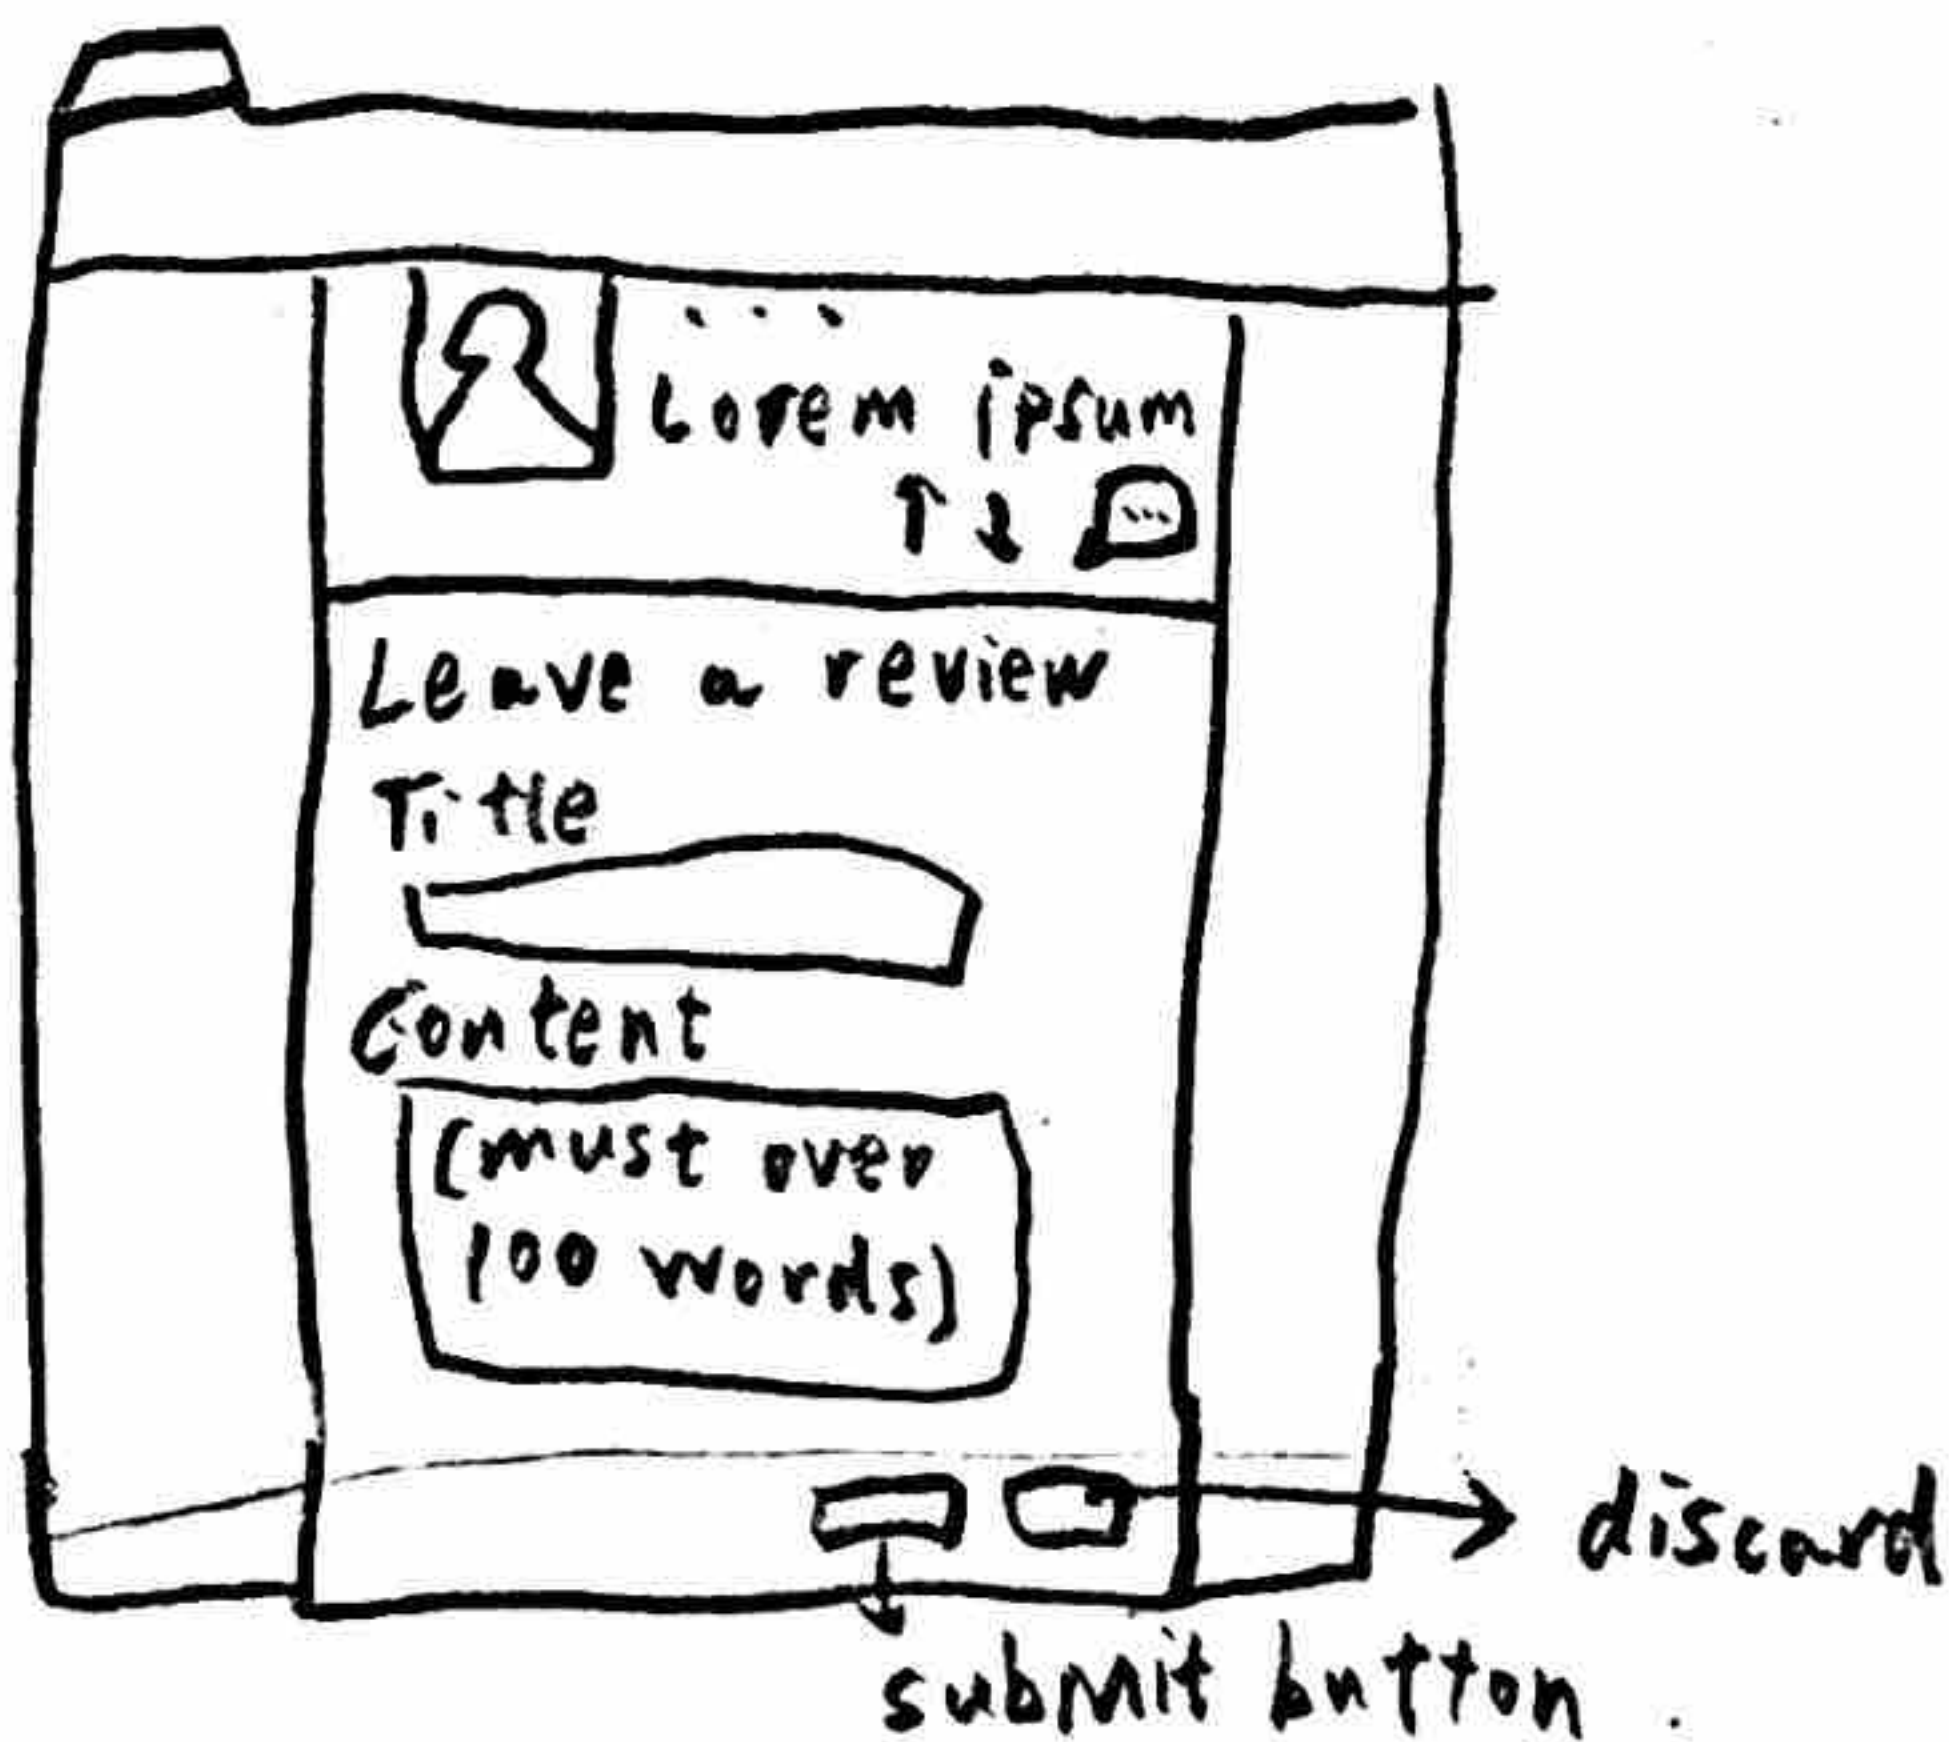 ...
Lorem ipsum
↑ ↓ ...
Leave a review
Title
Content
(must over
100 words)
discard
submit button.